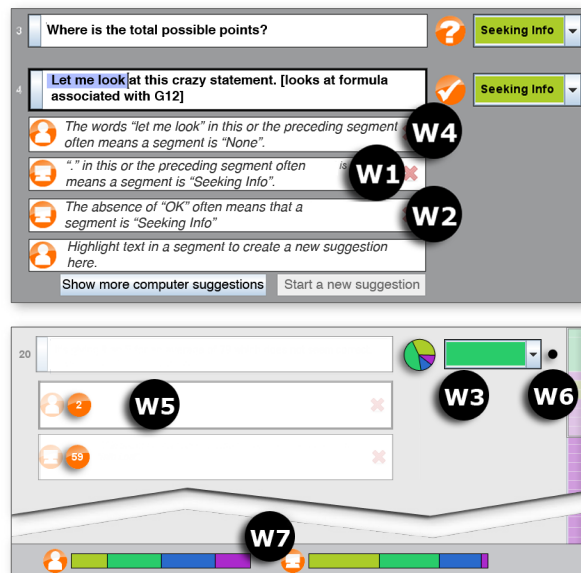 3 Where is the total possible points? ? Seeking Info
4 Let me look at this crazy statement. [looks at formula
associated with G12] Seeking Info
The words “let me look” in this or the preceding segment
often means a segment is “None”.
W4
“.” in this or the preceding segment often is
means a segment is “Seeking Info”.
W1
The absence of “OK” often means that a
segment is “Seeking Info”
W2
Highlight text in a segment to create a new suggestion
here.
Show more computer suggestions Start a new suggestion
20
W3
W6
2
W5
59
W7